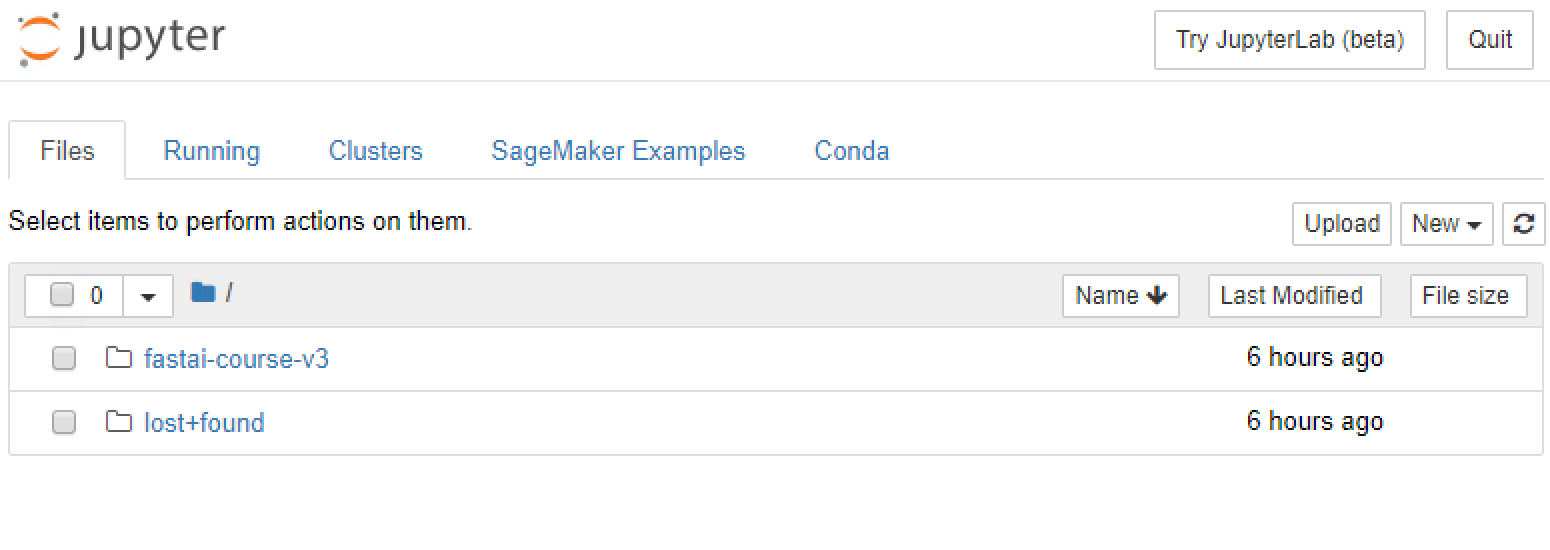 jupyter Try JupyterLab (beta) Quit
Files Running Clusters SageMaker Examples Conda
Select items to perform actions on them. Upload New
0 / Name Last Modified File size
fastai-course-v3 6 hours ago
lost+found 6 hours ago